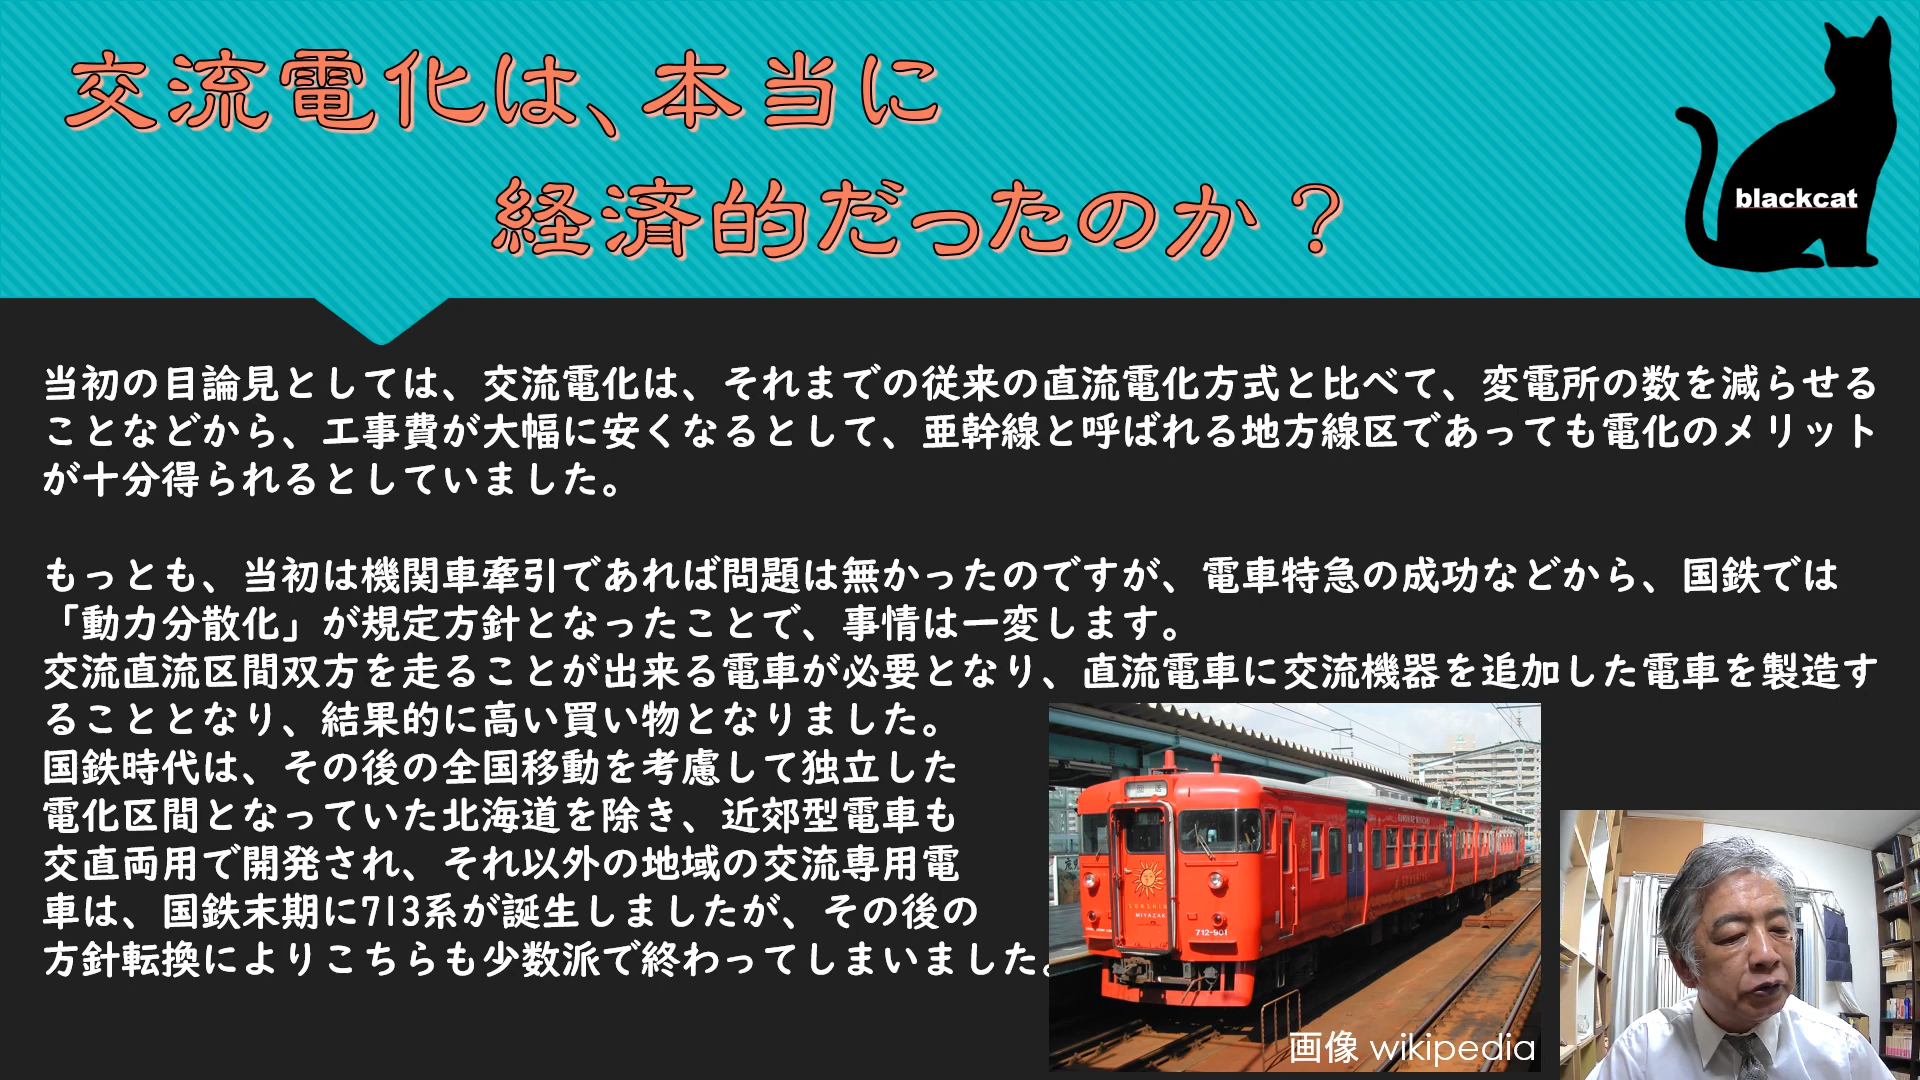 交流電化は、本当に
経済的だったのか？
blackcat
当初の目論見としては、交流電化は、それまでの従来の直流電化方式と比べて、変電所の数を減らせる
ことなどから、工事費が大幅に安くなるとして、亜幹線と呼ばれる地方線区であっても電化のメリット
が十分得られるとしていました。
もっとも、当初は機関車牽引であれば問題は無かったのですが、電車特急の成功などから、国鉄では
「動力分散化」が規定方針となったことで、事情は一変します。
交流直流区間双方を走ることが出来る電車が必要となり、直流電車に交流機器を追加した電車を製造す
ることとなり、結果的に高い買い物となりました。
国鉄時代は、その後の全国移動を考慮して独立した
電化区間となっていた北海道を除き、近郊型電車も
交直両用で開発され、それ以外の地域の交流専用電
車は、国鉄末期に713系が誕生しましたが、その後の
方針転換によりこちらも少数派で終わってしまいました。
MIYAZAKI
712-901
画像 wikipedia